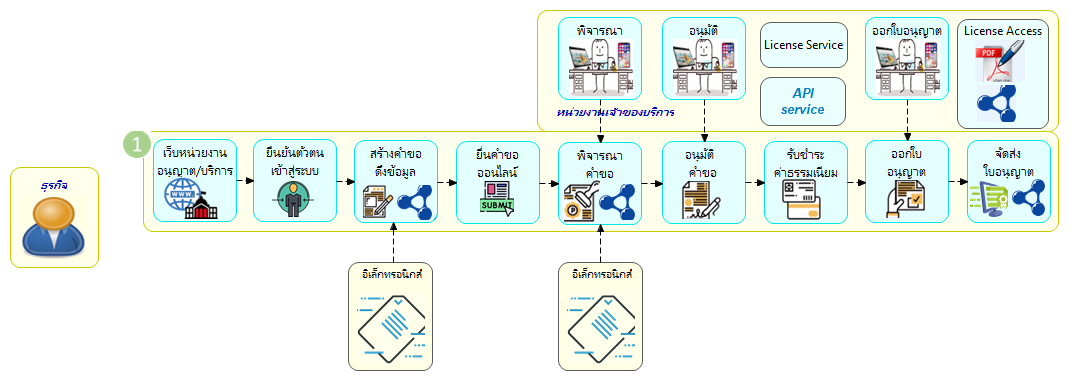 พิจารณา
อนุมัติ
License Service
API
service
ออกใบอนุญาต
License Access
PDF
หน่วยงานเจ้าของบริการ
1
เว็บหน่วยงาน
อนุญาต/บริการ
WWW
ยืนยันตัวตน
เข้าสู่ระบบ
สร้างคำขอ
ดึงข้อมูล
ยื่นคำขอ
ออนไลน์
SUBMIT
พิจารณา
คำขอ
อนุมัติ
คำขอ
รับชำระ
ค่าธรรมเนียม
ออกใบ
อนุญาต
จัดส่ง
ใบอนุญาต
ธุรกิจ
อิเล็กทรอนิกส์
อิเล็กทรอนิกส์